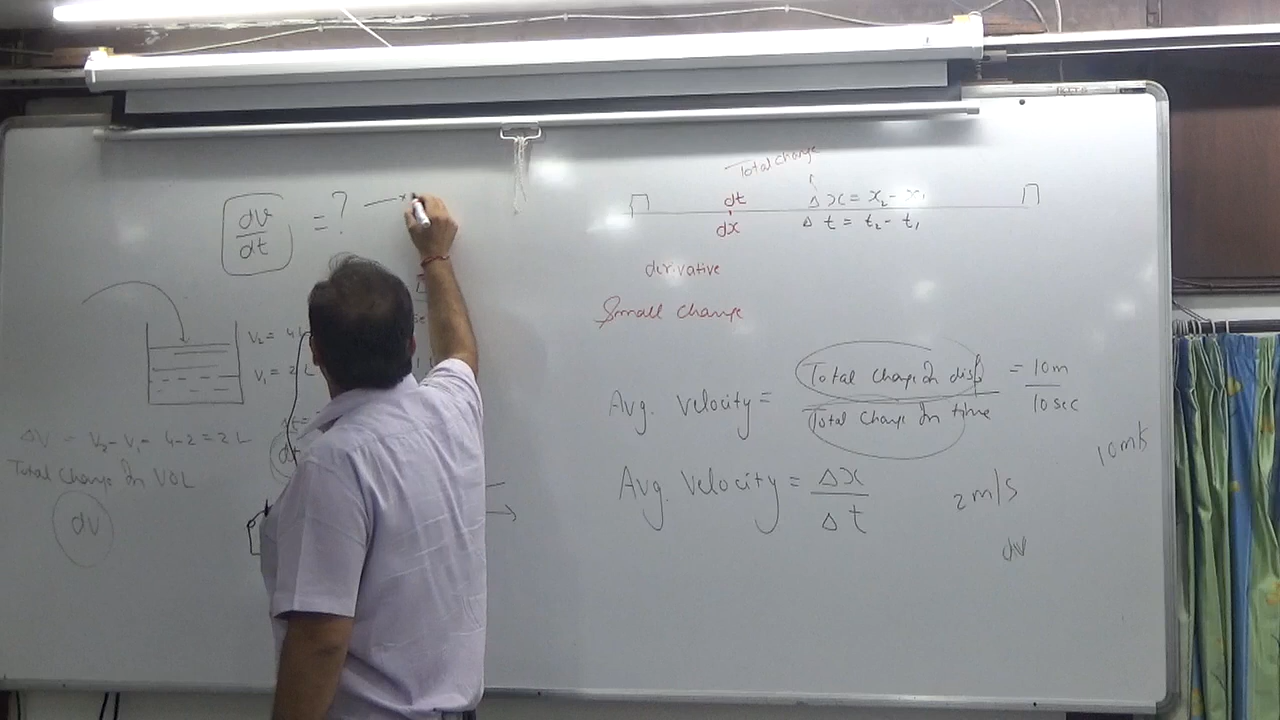 dv
dt
= ?
V₂ = 4 L
V₁ = 2 L
ΔV = V₂ - V₁ = 4 - 2 = 2 L
Total Change In VOL
dv
Total change
dt
dx
Δx = x₂ - x₁
Δt = t₂ - t₁
derivative
Small change
Avg. Velocity = Total Change In disp = 10m
Total Change In time 10 sec
Avg. Velocity = Δx
Δt
2 m/s
10 m/s
dv